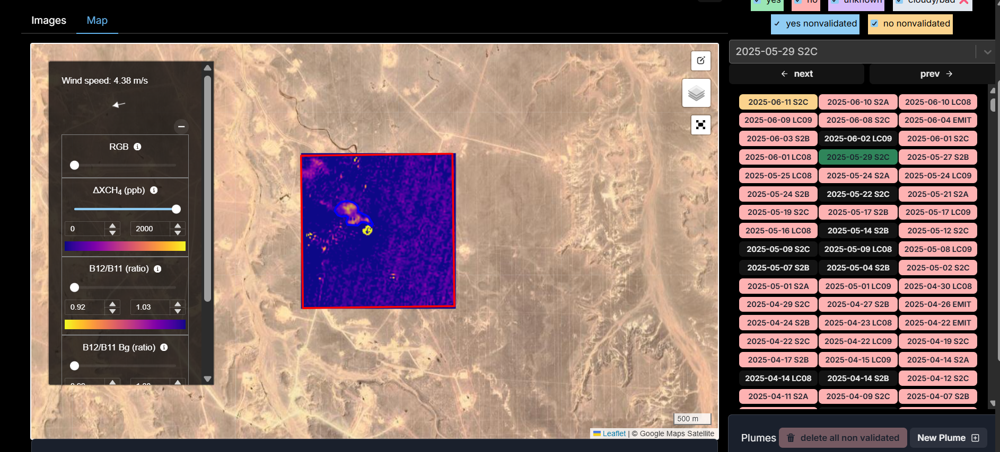 Images Map
Wind speed: 4.38 m/s
RGB
ΔXCH₄ (ppb)
0 2000
B12/B11 (ratio)
0.92 1.03
B12/B11 Bg (ratio)
500 m
Leaflet | © Google Maps Satellite
yes no unknown cloudy/bad
yes nonvalidated no nonvalidated
2025-05-29 S2C
← next prev →
2025-06-11 S2C 2025-06-10 S2A 2025-06-10 LC08
2025-06-09 LC09 2025-06-08 S2C 2025-06-04 EMIT
2025-06-03 S2B 2025-06-02 LC09 2025-06-01 S2C
2025-06-01 LC08 2025-05-29 S2C 2025-05-27 S2B
2025-05-25 LC08 2025-05-24 S2A 2025-05-24 LC09
2025-05-24 S2B 2025-05-22 S2C 2025-05-21 S2A
2025-05-19 S2C 2025-05-17 S2B 2025-05-17 LC09
2025-05-16 LC08 2025-05-14 S2B 2025-05-12 S2C
2025-05-09 S2C 2025-05-09 LC08 2025-05-08 LC09
2025-05-07 S2B 2025-05-04 S2B 2025-05-02 S2C
2025-05-01 S2A 2025-05-01 LC09 2025-04-30 LC08
2025-04-29 S2C 2025-04-27 S2B 2025-04-26 EMIT
2025-04-24 S2B 2025-04-23 LC08 2025-04-22 EMIT
2025-04-22 S2C 2025-04-22 LC09 2025-04-19 S2C
2025-04-17 S2B 2025-04-15 LC09 2025-04-14 S2A
2025-04-14 LC08 2025-04-14 S2B 2025-04-12 S2C
2025-04-11 S2A 2025-04-09 S2C 2025-04-07 S2B
Plumes delete all non validated New Plume